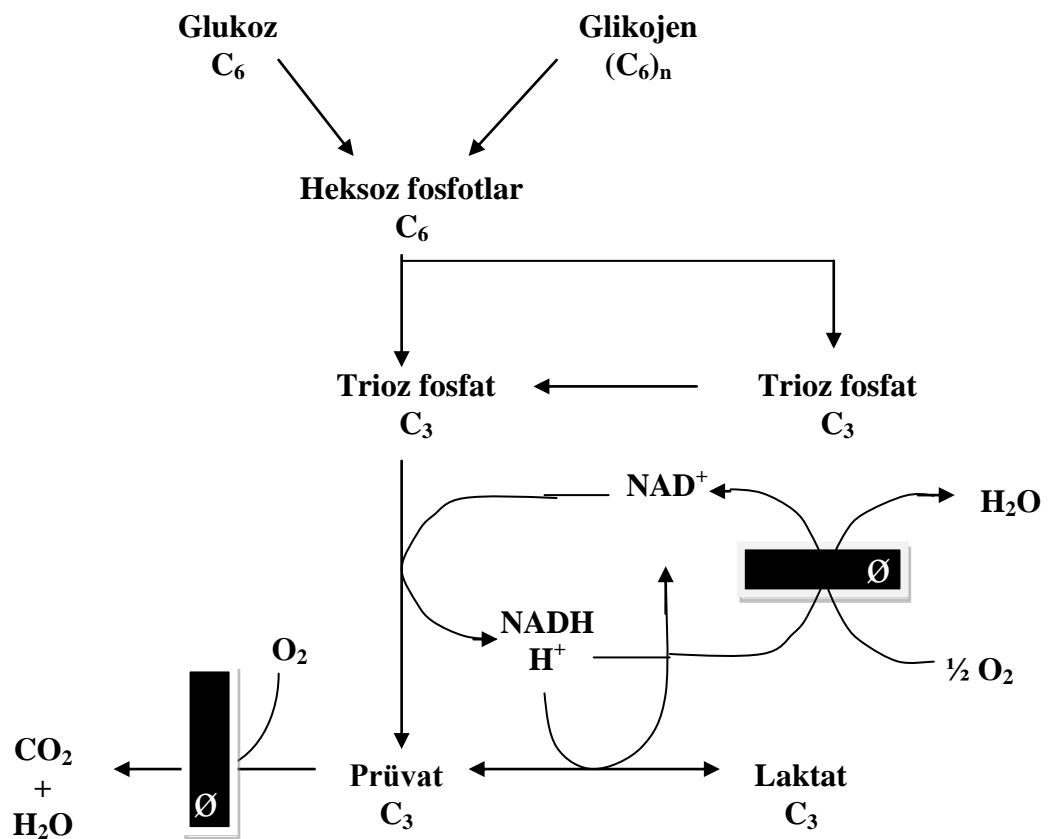 Glukoz
C₆
Glikojen
(C₆)ₙ
Heksoz fosfotlar
C₆
Trioz fosfat
C₃
Trioz fosfat
C₃
NAD⁺
H₂O
Ø
NADH
H⁺
½ O₂
O₂
CO₂
+
H₂O
Ø
Prüvat
C₃
Laktat
C₃